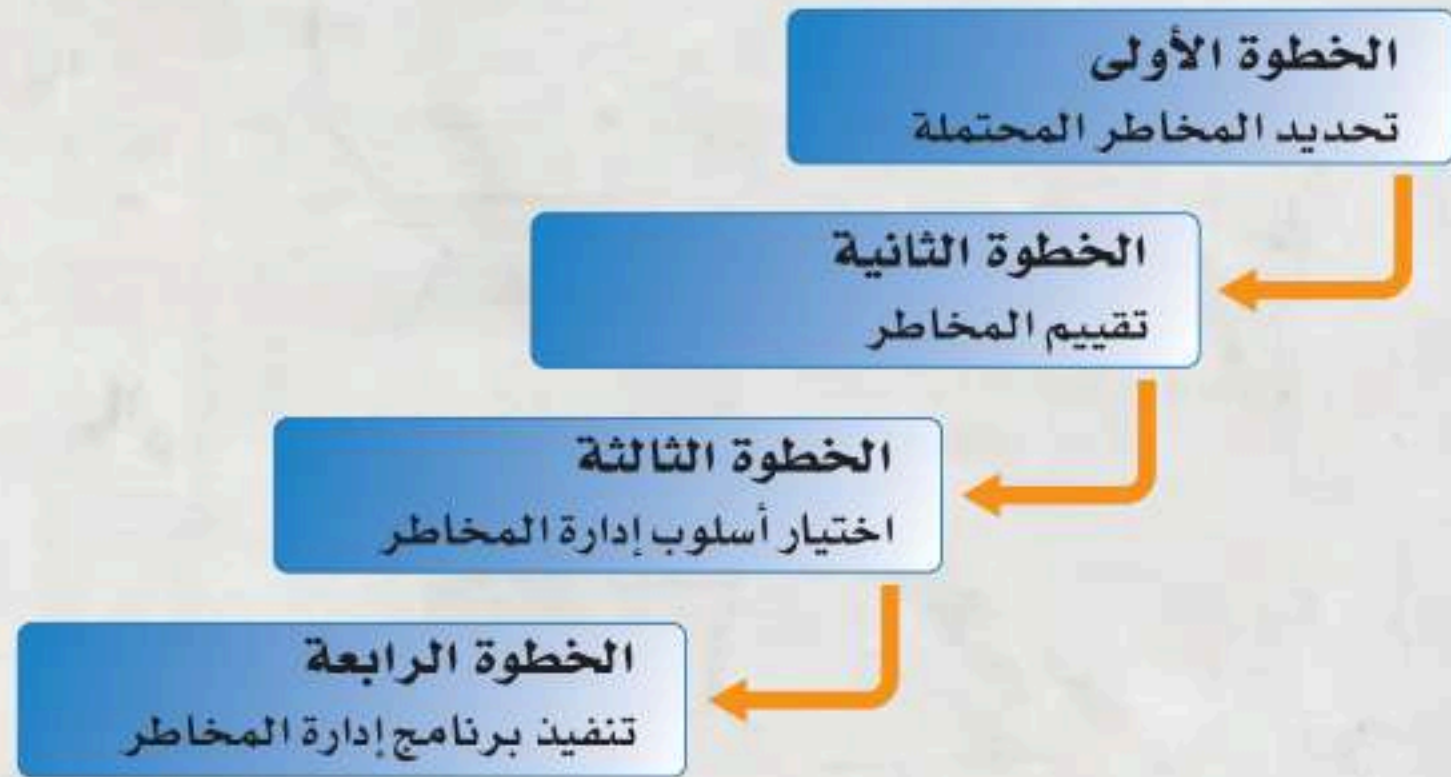 الخطوة الأولى
تحديد المخاطر المحتملة
الخطوة الثانية
تقييم المخاطر
الخطوة الثالثة
اختيار أسلوب إدارة المخاطر
الخطوة الرابعة
تنفيذ برنامج إدارة المخاطر